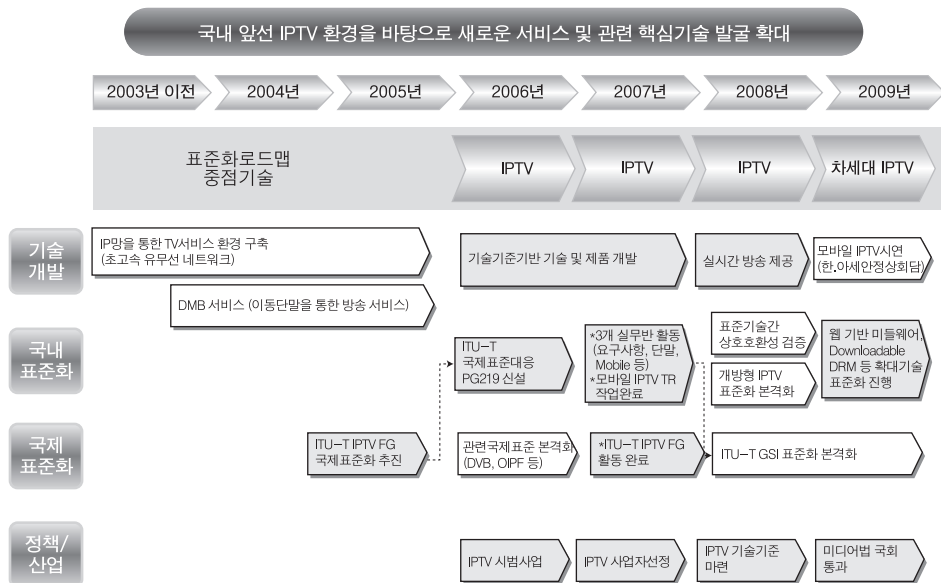 국내 앞선 IPTV 환경을 바탕으로 새로운 서비스 및 관련 핵심기술 발굴 확대
2003년 이전
2004년
2005년
2006년
2007년
2008년
2009년
표준화로드맵
중점기술
IPTV
IPTV
IPTV
차세대 IPTV
기술
개발
IP망을 통한 TV서비스 환경 구축
(초고속 유무선 네트워크)
DMB 서비스 (이동단말을 통한 방송 서비스)
기술기준기반 기술 및 제품 개발
실시간 방송 제공
모바일 IPTV시연
(한.아세안정상회담)
국내
표준화
ITU-T
국제표준대응
PG219 신설
*3개 실무반 활동
(요구사항, 단말,
Mobile 등)
*모바일 IPTV TR
작업완료
표준기술간
상호호환성 검증
개방형 IPTV
표준화 본격화
웹 기반 미들웨어,
Downloadable
DRM 등 확대기술
표준화 진행
국제
표준화
ITU-T IPTV FG
국제표준화 추진
관련국제표준 본격화
(DVB, OIPF 등)
*ITU-T IPTV FG
활동 완료
ITU-T GSI 표준화 본격화
정책/
산업
IPTV 시범사업
IPTV 사업자선정
IPTV 기술기준
마련
미디어법 국회
통과